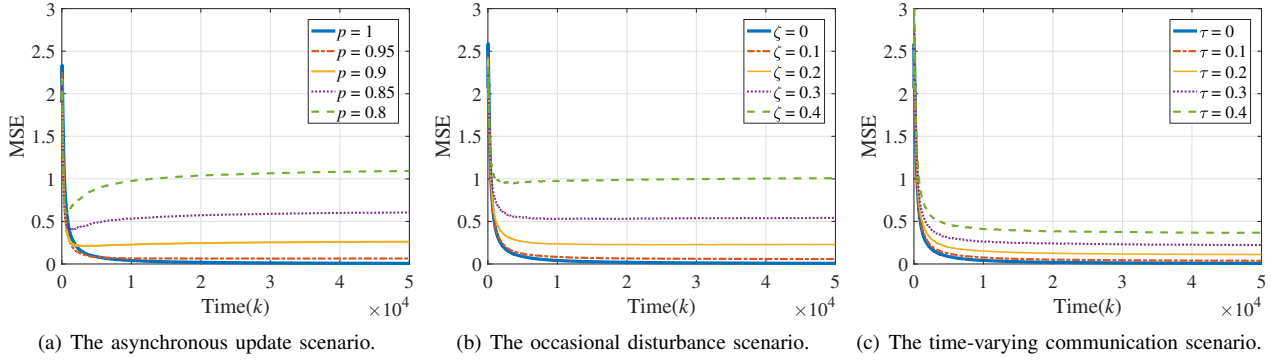 3
2.5
2
1.5
1
0.5
0
MSE
p = 1
p = 0.95
p = 0.9
p = 0.85
p = 0.8
0 1 2 3 4 5
Time(k)
×10^4
(a) The asynchronous update scenario.
3
2.5
2
1.5
1
0.5
0
MSE
ζ = 0
ζ = 0.1
ζ = 0.2
ζ = 0.3
ζ = 0.4
0 1 2 3 4 5
Time(k)
×10^4
(b) The occasional disturbance scenario.
3
2.5
2
1.5
1
0.5
0
MSE
τ = 0
τ = 0.1
τ = 0.2
τ = 0.3
τ = 0.4
0 1 2 3 4 5
Time(k)
×10^4
(c) The time-varying communication scenario.